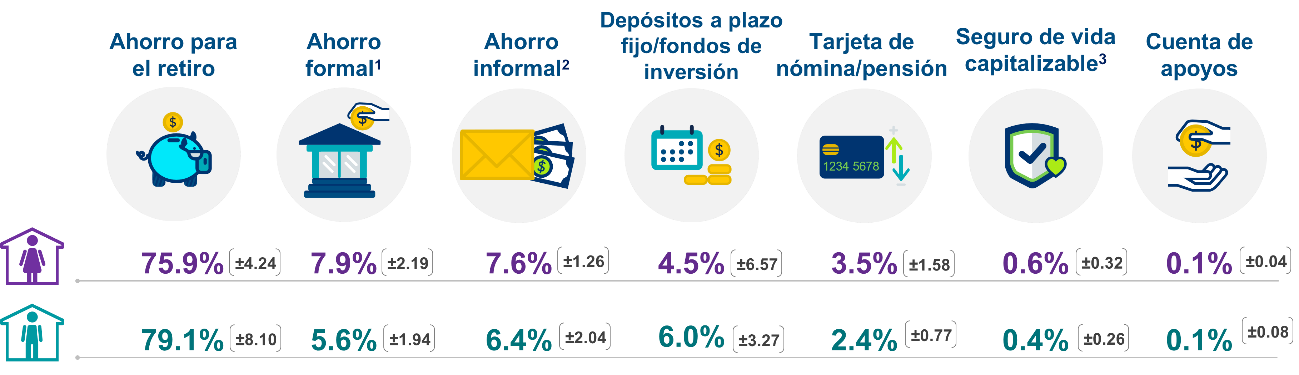 Ahorro para
el retiro
Ahorro
formal¹
Ahorro
informal²
Depósitos a plazo
fijo/fondos de
inversión
Tarjeta de
nómina/pensión
Seguro de vida
capitalizable³
Cuenta de
apoyos
$
$
$
$
1234 5678
$
75.9% ±4.24 7.9% ±2.19 7.6% ±1.26 4.5% ±6.57 3.5% ±1.58 0.6% ±0.32 0.1% ±0.04
79.1% ±8.10 5.6% ±1.94 6.4% ±2.04 6.0% ±3.27 2.4% ±0.77 0.4% ±0.26 0.1% ±0.08